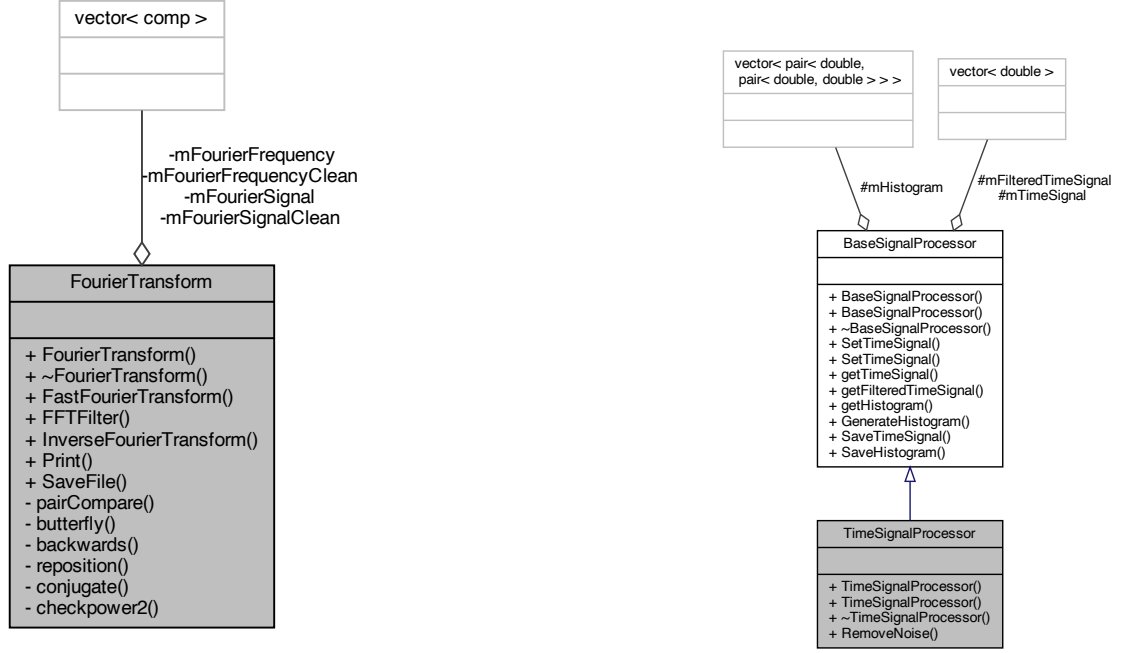 vector< comp >
-mFourierFrequency
-mFourierFrequencyClean
-mFourierSignal
-mFourierSignalClean
FourierTransform
+ FourierTransform()
+ ~FourierTransform()
+ FastFourierTransform()
+ FFTFilter()
+ InverseFourierTransform()
+ Print()
+ SaveFile()
- pairCompare()
- butterfly()
- backwards()
- reposition()
- conjugate()
- checkpower2()
vector< pair< double,
pair< double, double > > >
vector< double >
#mHistogram
#mFilteredTimeSignal
#mTimeSignal
BaseSignalProcessor
+ BaseSignalProcessor()
+ BaseSignalProcessor()
+ ~BaseSignalProcessor()
+ SetTimeSignal()
+ SetTimeSignal()
+ getTimeSignal()
+ getFilteredTimeSignal()
+ getHistogram()
+ GenerateHistogram()
+ SaveTimeSignal()
+ SaveHistogram()
TimeSignalProcessor
+ TimeSignalProcessor()
+ TimeSignalProcessor()
+ ~TimeSignalProcessor()
+ RemoveNoise()